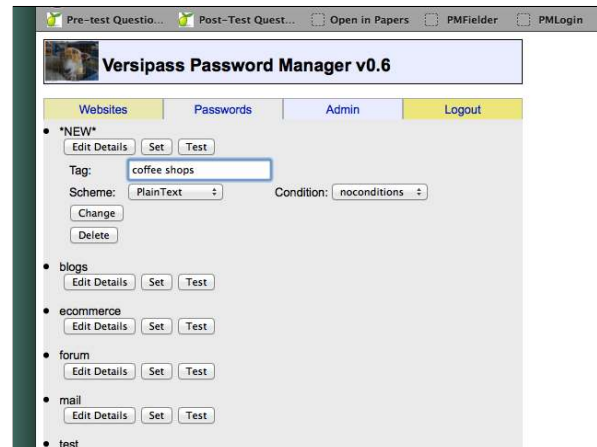 Pre-test Questio... Post-Test Quest... Open in Papers PMFielder PMLogin
Versipass Password Manager v0.6
Websites Passwords Admin Logout
*NEW*
Edit Details Set Test
Tag: coffee shops
Scheme: PlainText Condition: noconditions
Change
Delete
blogs
Edit Details Set Test
ecommerce
Edit Details Set Test
forum
Edit Details Set Test
mail
Edit Details Set Test
test